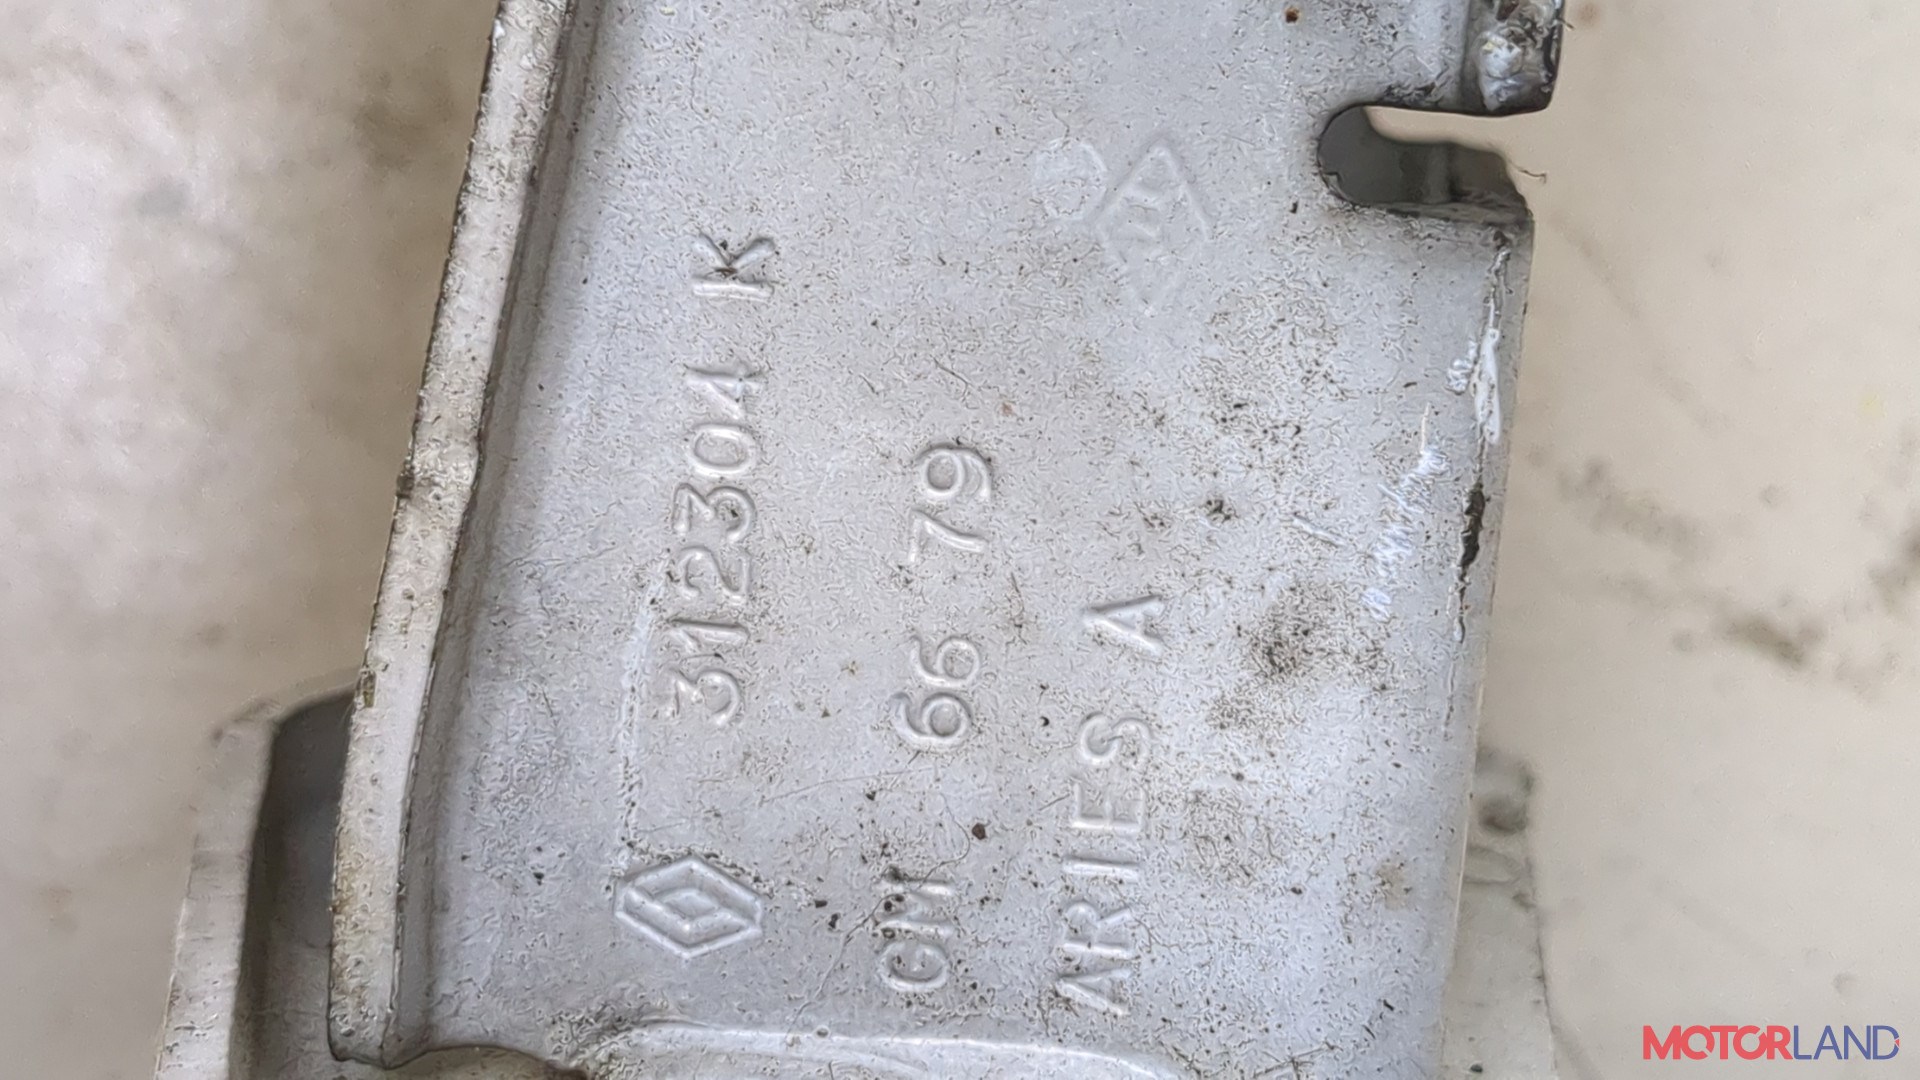 312304 K
GM 66 79
ARIES A
MOTORLAND